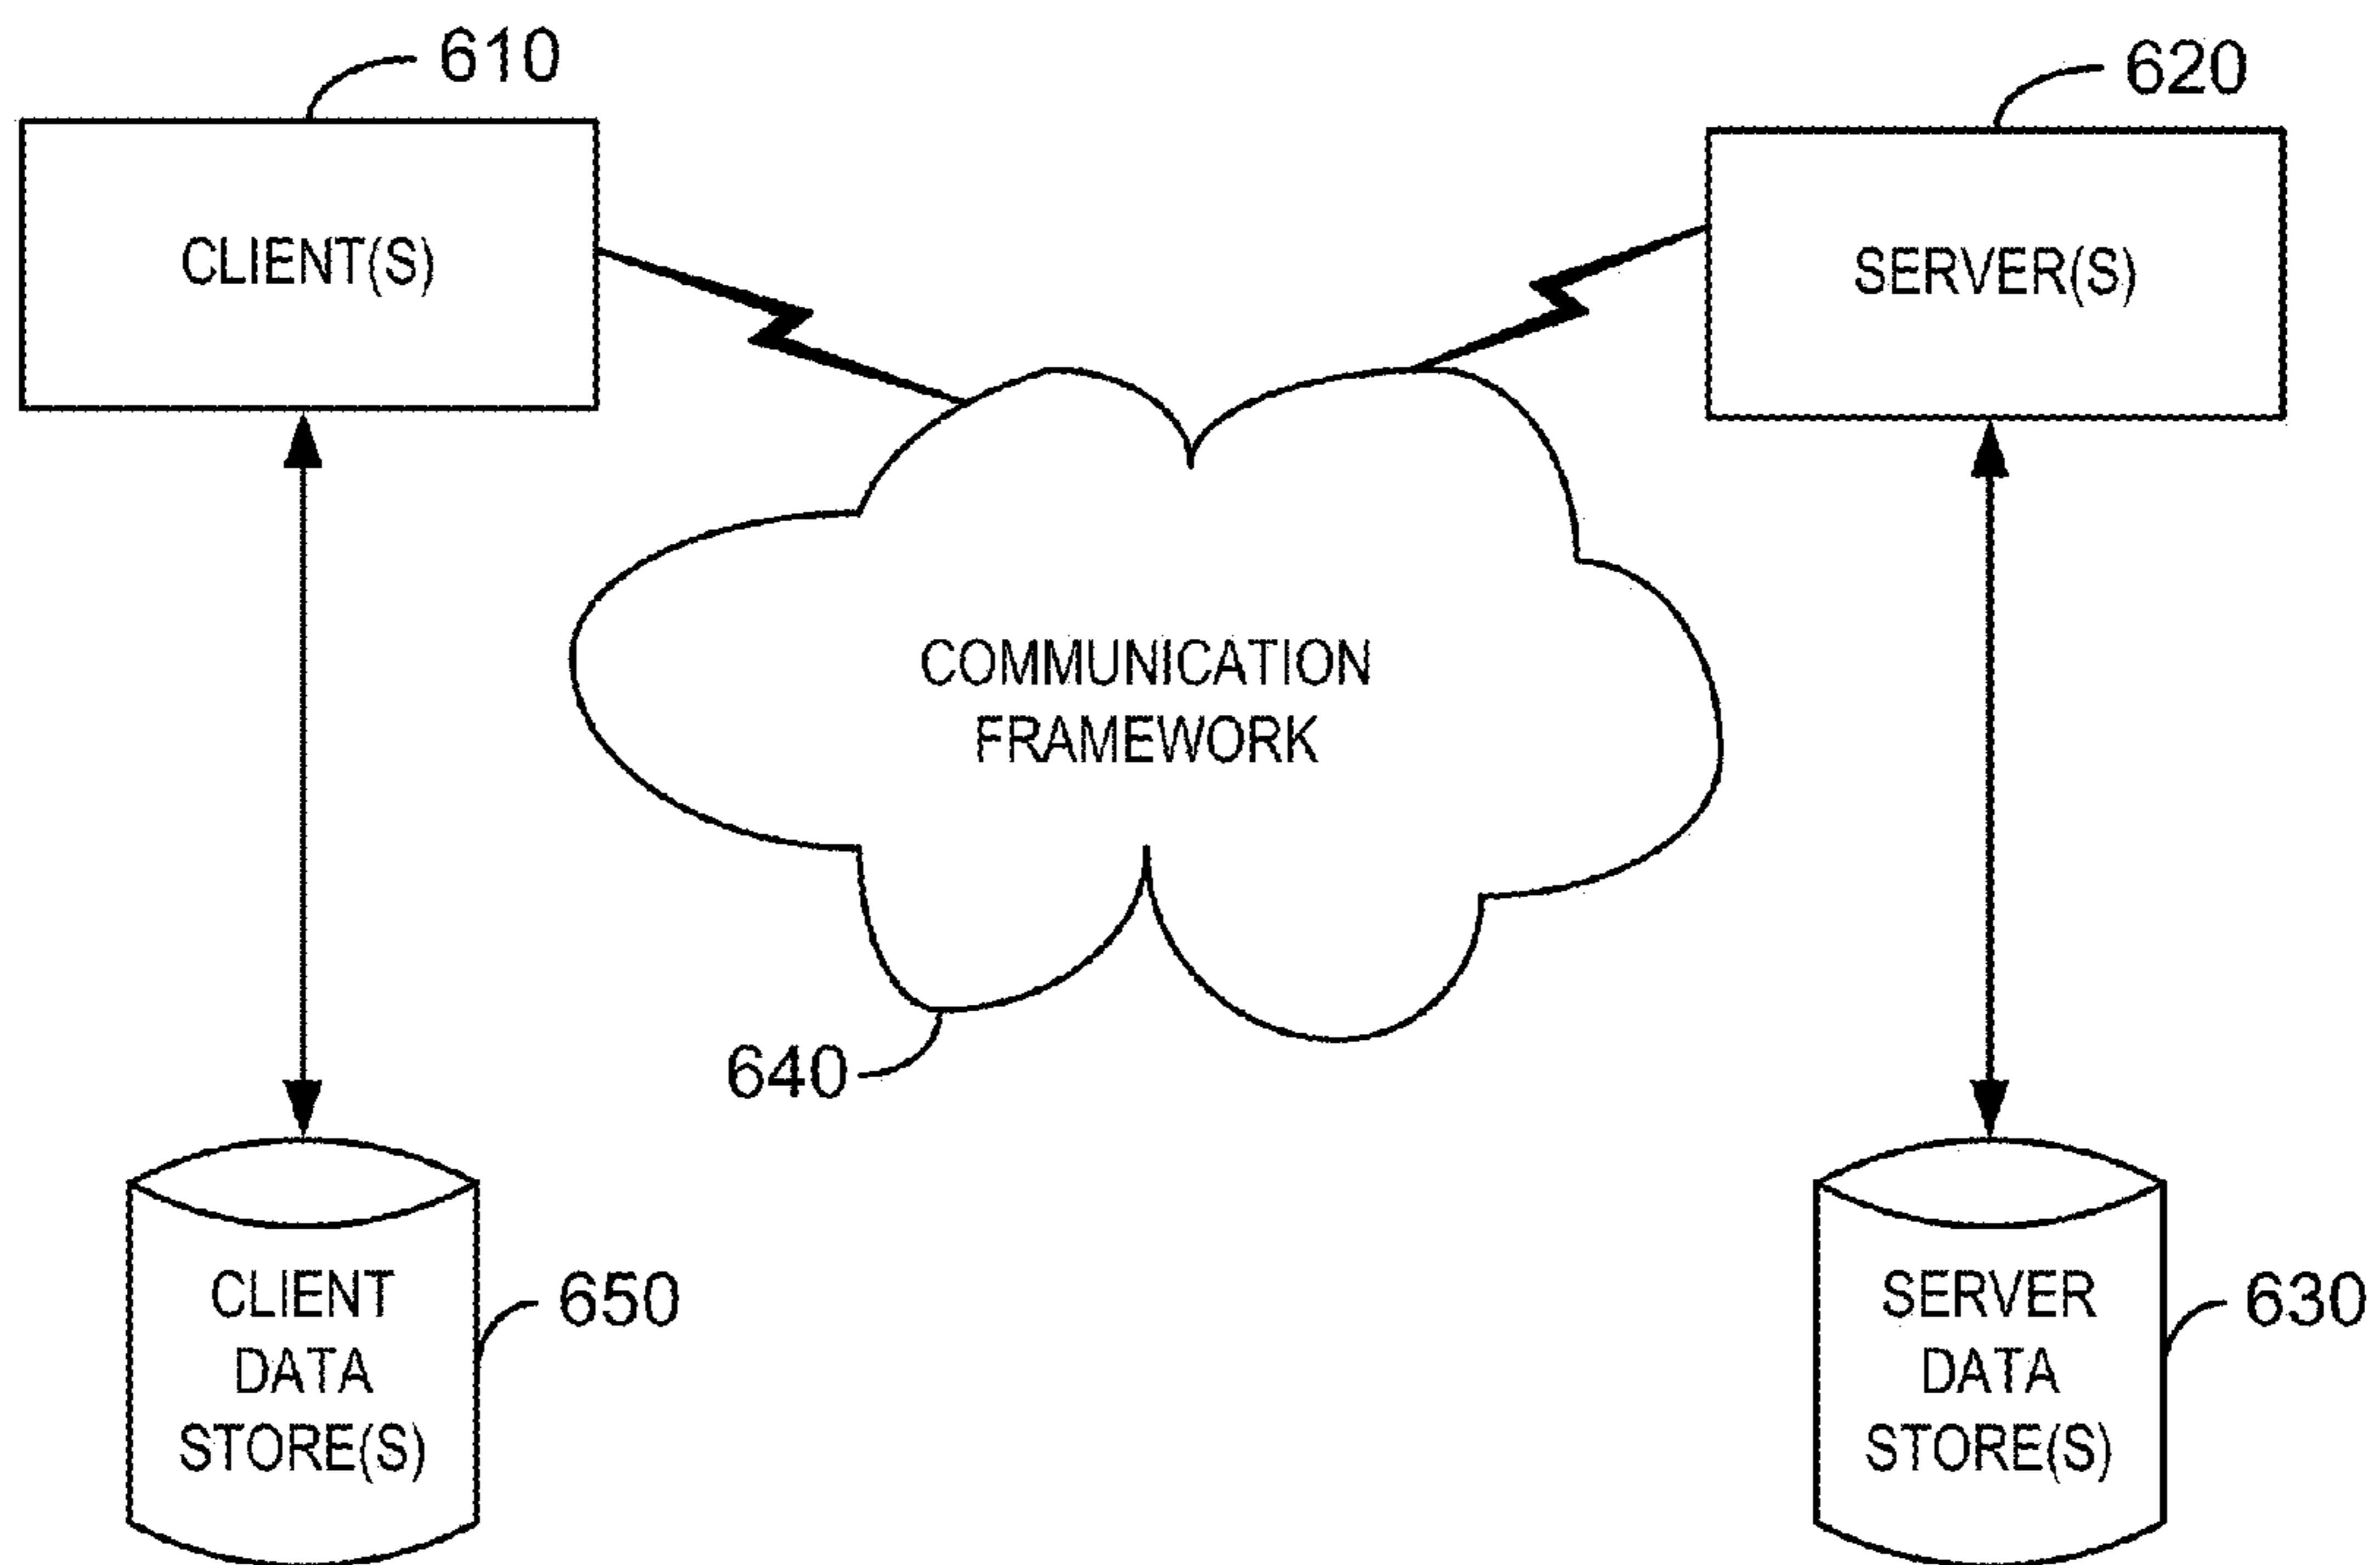 610
620
CLIENT(S)
SERVER(S)
COMMUNICATION
FRAMEWORK
640
CLIENT
DATA
STORE(S)
650
SERVER
DATA
STORE(S)
630